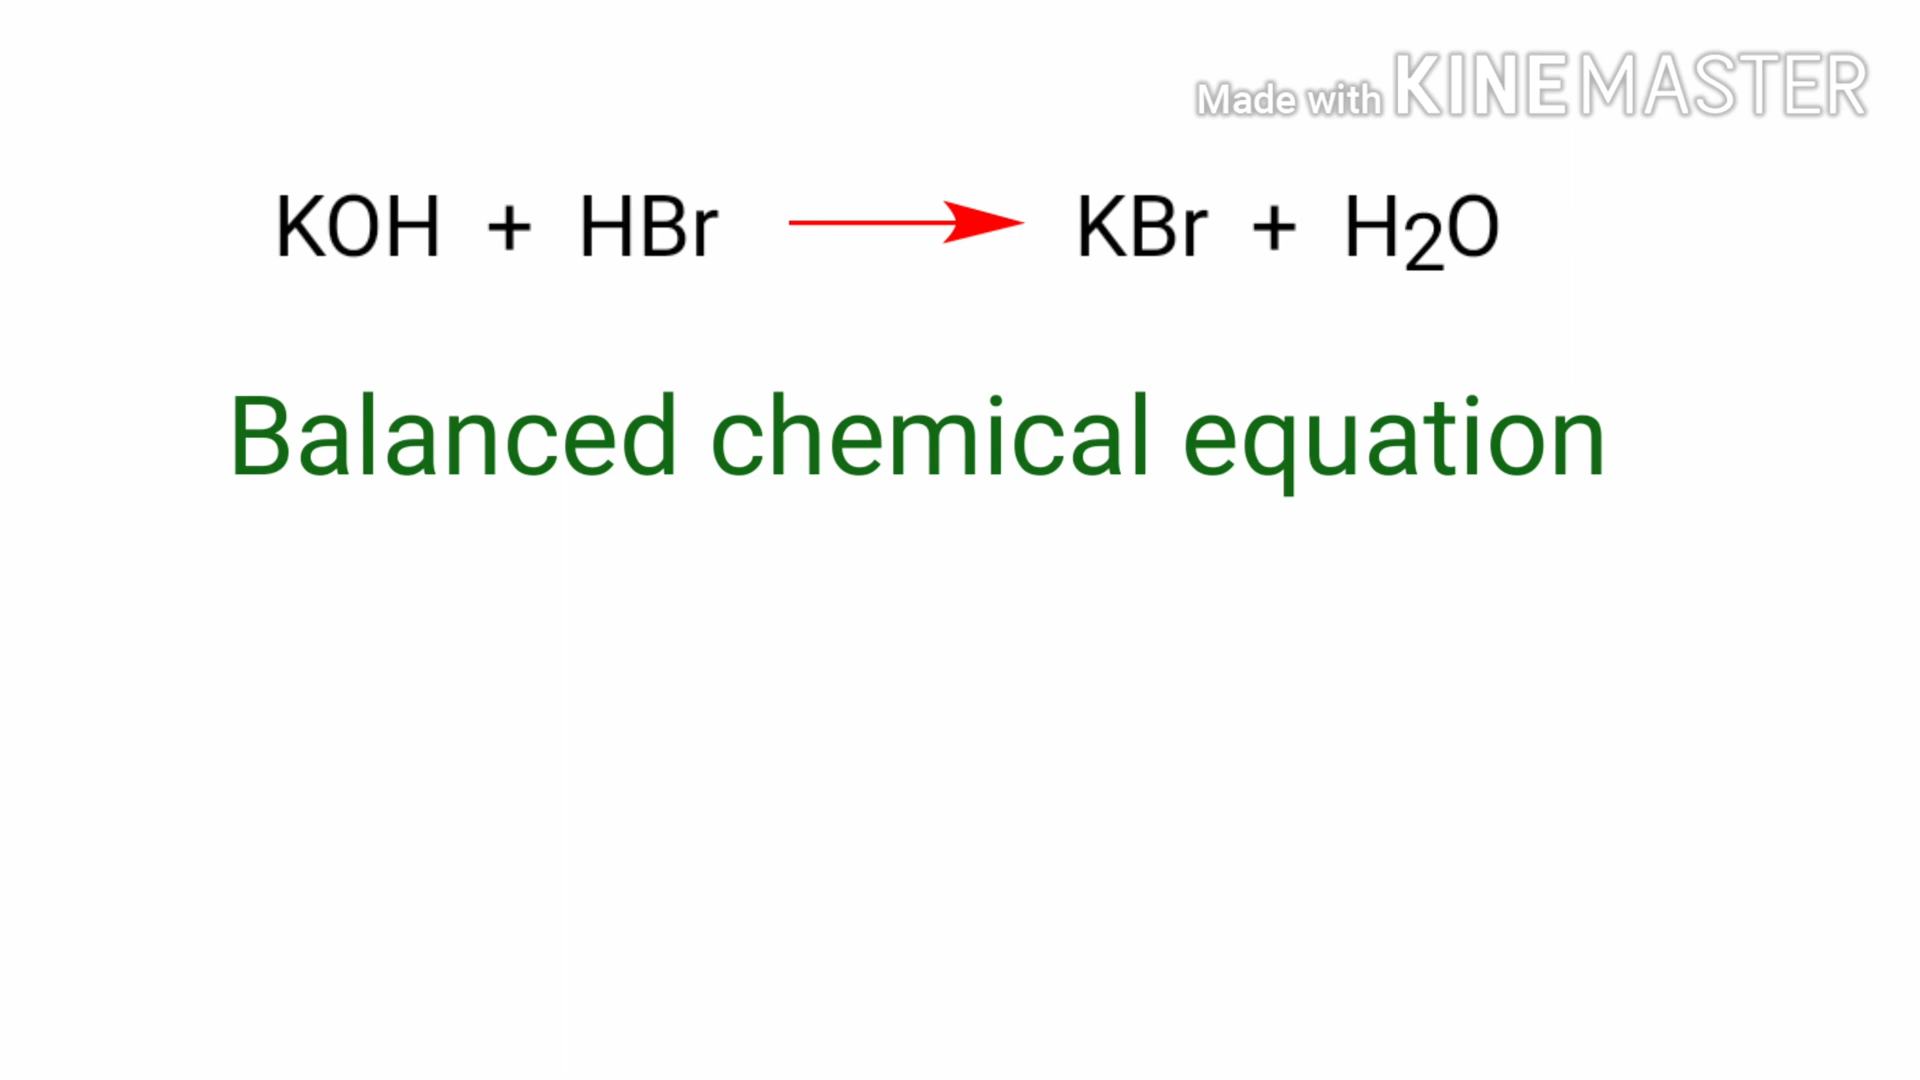 Made with KINEMASTER
KOH + HBr → KBr + H2O
Balanced chemical equation